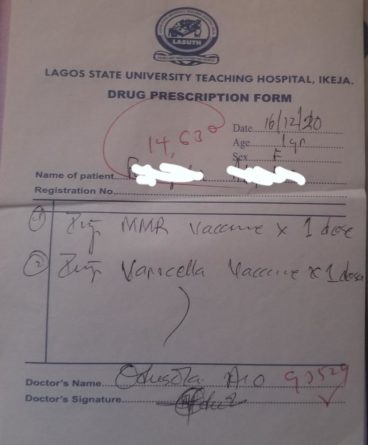 LASUTH
LAGOS STATE UNIVERSITY TEACHING HOSPITAL, IKEJA.
DRUG PRESCRIPTION FORM
14,630
Date 16/12/20
Age 1yr
Sex F
Name of patient
Registration No.
① Inj MMR Vaccine x 1 dose
② Inj Varicella Vaccine x 1 dose
Doctor's Name
Doctor's Signature